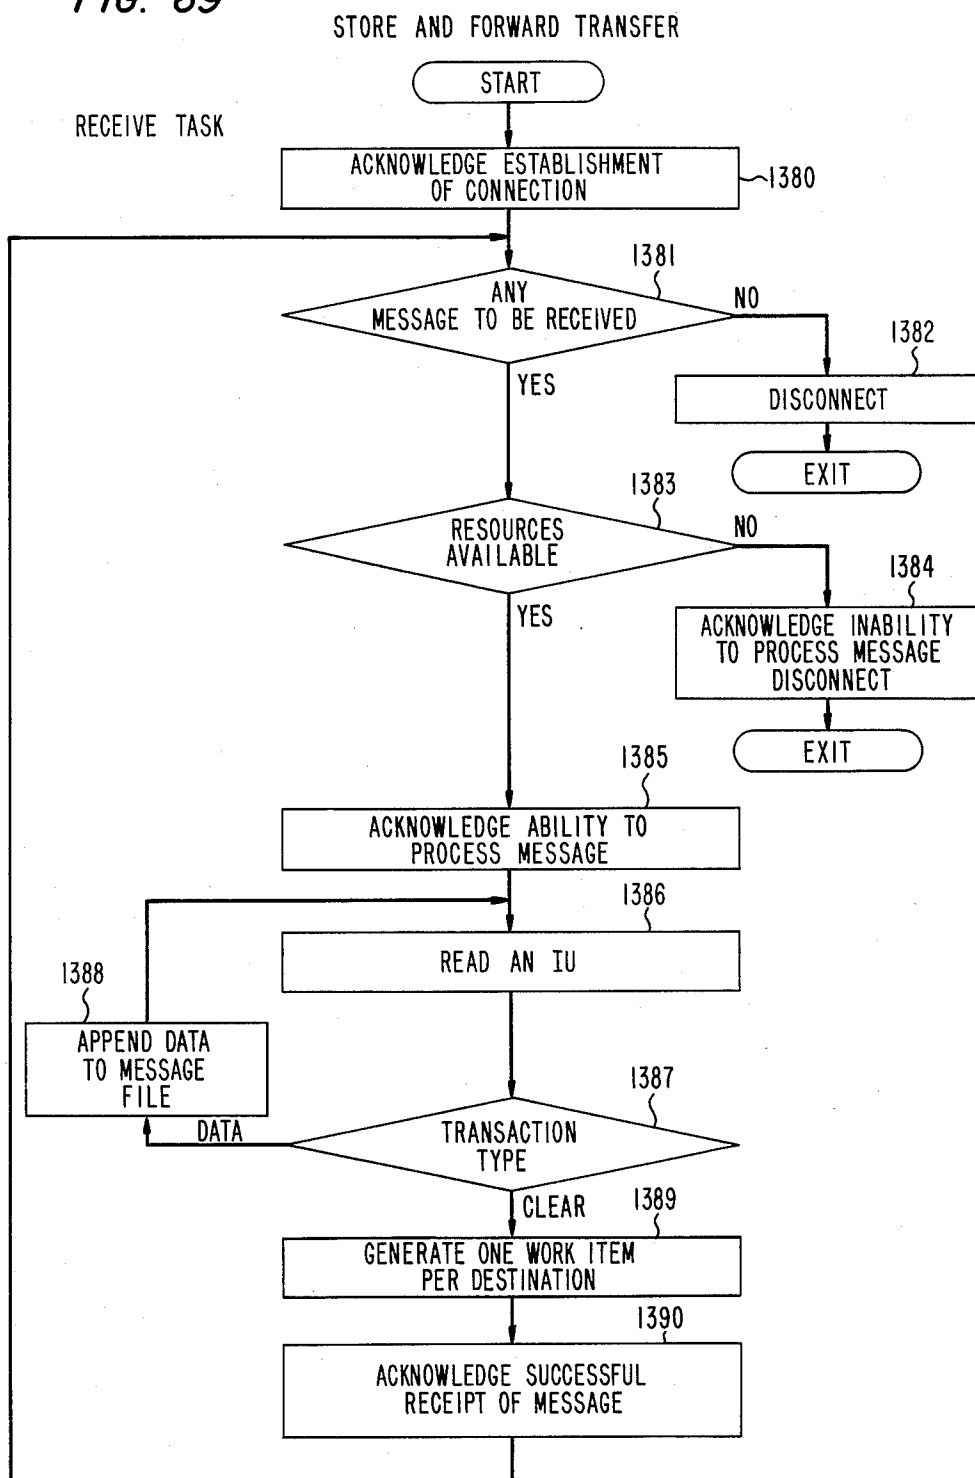 FIG. 89
STORE AND FORWARD TRANSFER
START
RECEIVE TASK
ACKNOWLEDGE ESTABLISHMENT
OF CONNECTION
1380
1381
ANY
MESSAGE TO BE RECEIVED
NO
1382
YES
DISCONNECT
EXIT
1383
RESOURCES
AVAILABLE
NO
1384
YES
ACKNOWLEDGE INABILITY
TO PROCESS MESSAGE
DISCONNECT
EXIT
1385
ACKNOWLEDGE ABILITY TO
PROCESS MESSAGE
1386
READ AN IU
1388
APPEND DATA
TO MESSAGE
FILE
1387
DATA
TRANSACTION
TYPE
CLEAR
1389
GENERATE ONE WORK ITEM
PER DESTINATION
1390
ACKNOWLEDGE SUCCESSFUL
RECEIPT OF MESSAGE